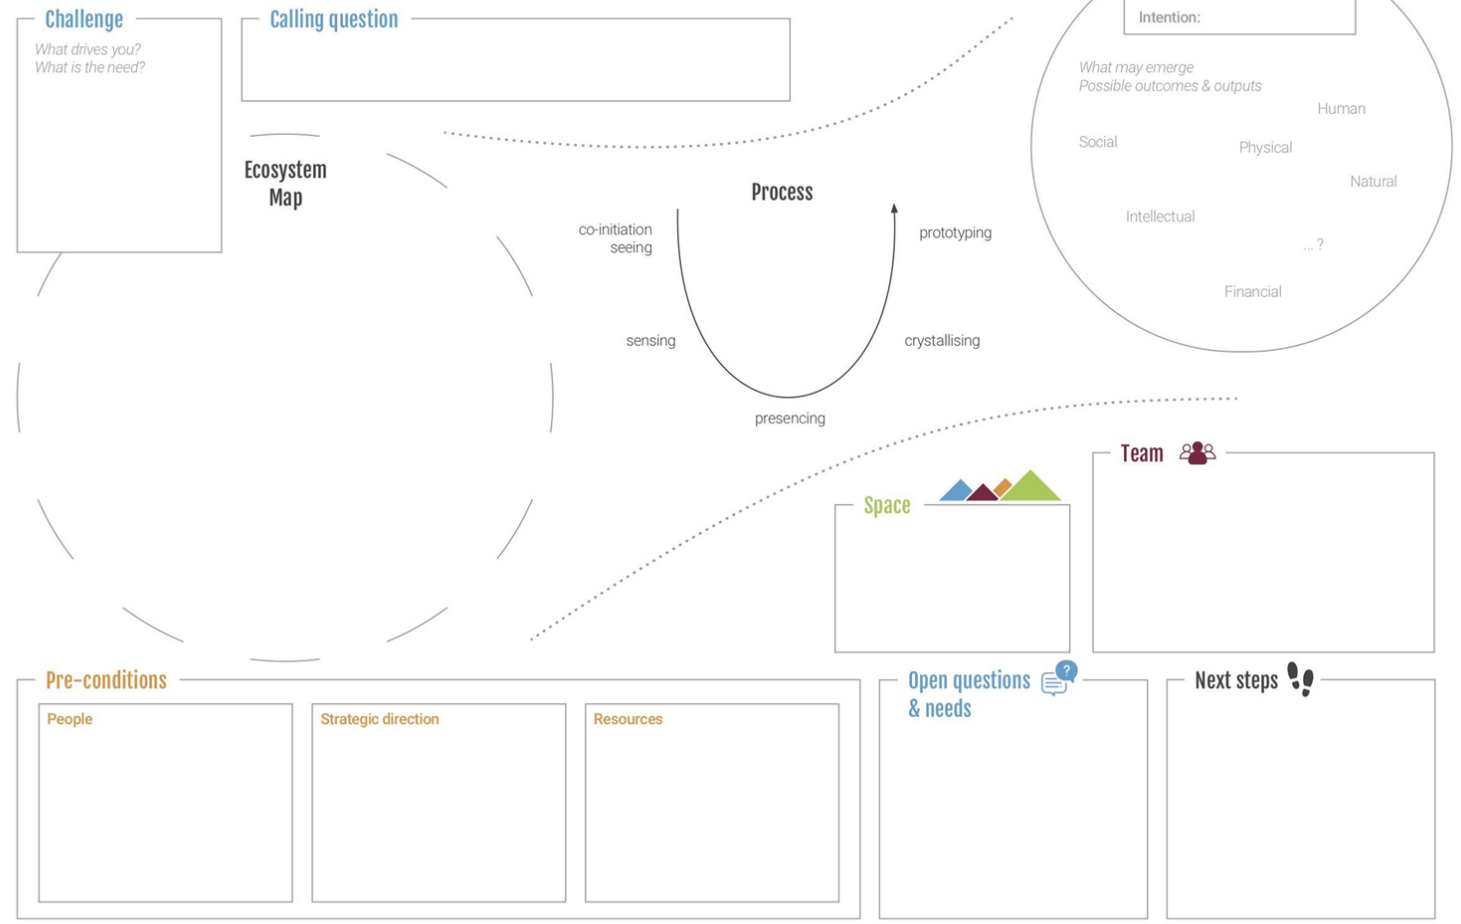 Challenge
What drives you?
What is the need?
Calling question
Intention:
What may emerge
Possible outcomes & outputs
Human
Social
Physical
Natural
Intellectual
... ?
Financial
Ecosystem
Map
Process
co-initiation
seeing
sensing
presencing
crystallising
prototyping
Space
Team
Pre-conditions
People
Strategic direction
Resources
Open questions
& needs
?
Next steps